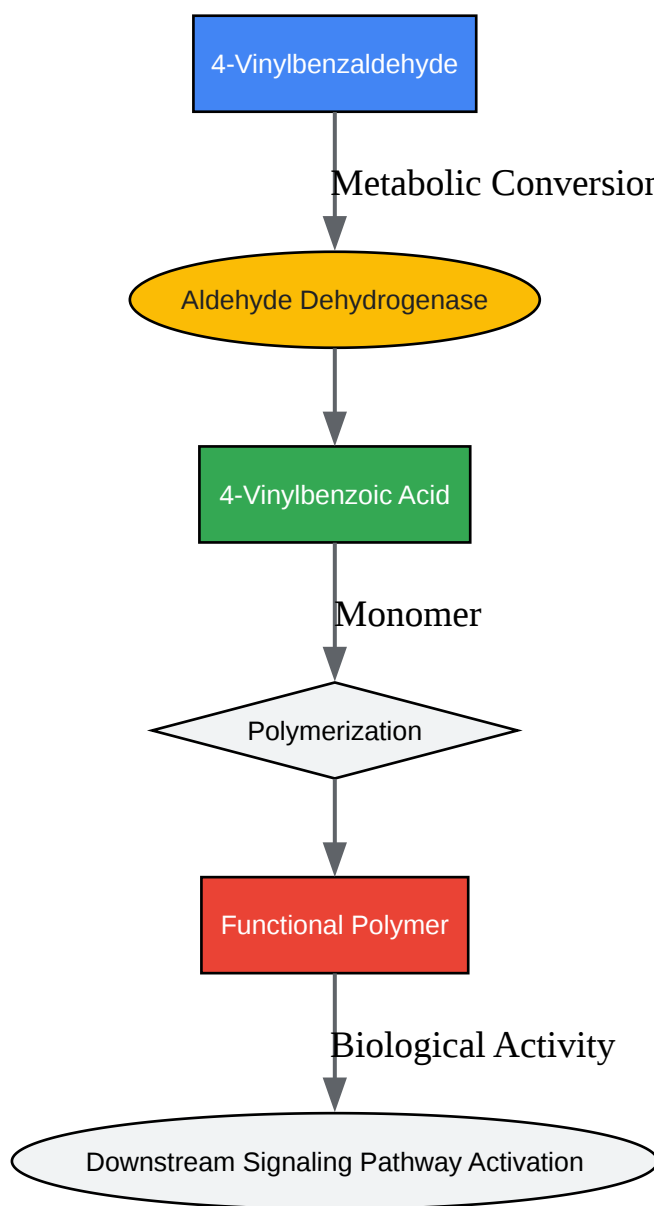 4-Vinylbenzaldehyde
Metabolic Conversion
Aldehyde Dehydrogenase
4-Vinylbenzoic Acid
Monomer
Polymerization
Functional Polymer
Biological Activity
Downstream Signaling Pathway Activation